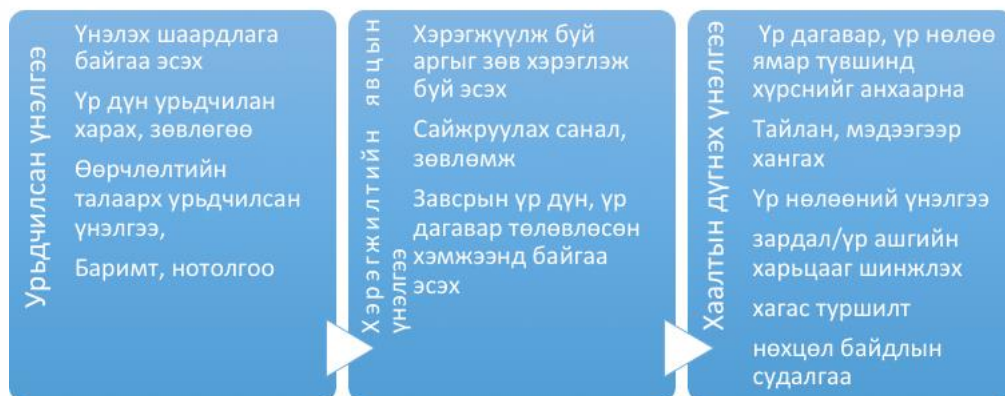 Урьдчилсан үнэлгээ
Үнэлэх шаардлага
байгаа эсэх
Үр дүн урьдчилан
харах, зөвлөгөө
Өөрчлөлтийн
талаарх урьдчилсан
үнэлгээ,
Баримт, нотолгоо
Хэрэгжилтийн явцын
үнэлгээ
Хэрэгжүүлж буй
аргыг зөв хэрэглэж
буй эсэх
Сайжруулах санал,
зөвлөмж
Завсрын үр дүн, үр
дагавар төлөвлөсөн
хэмжээнд байгаа
эсэх
Хаалтын дүгнэх үнэлгээ
Үр дагавар, үр нөлөө
ямар түвшинд
хүрснийг анхаарна
Тайлан, мэдээгээр
хангах
Үр нөлөөний үнэлгээ
зардал/үр ашгийн
харьцааг шинжлэх
хагас туршилт
нөхцөл байдлын
судалгаа